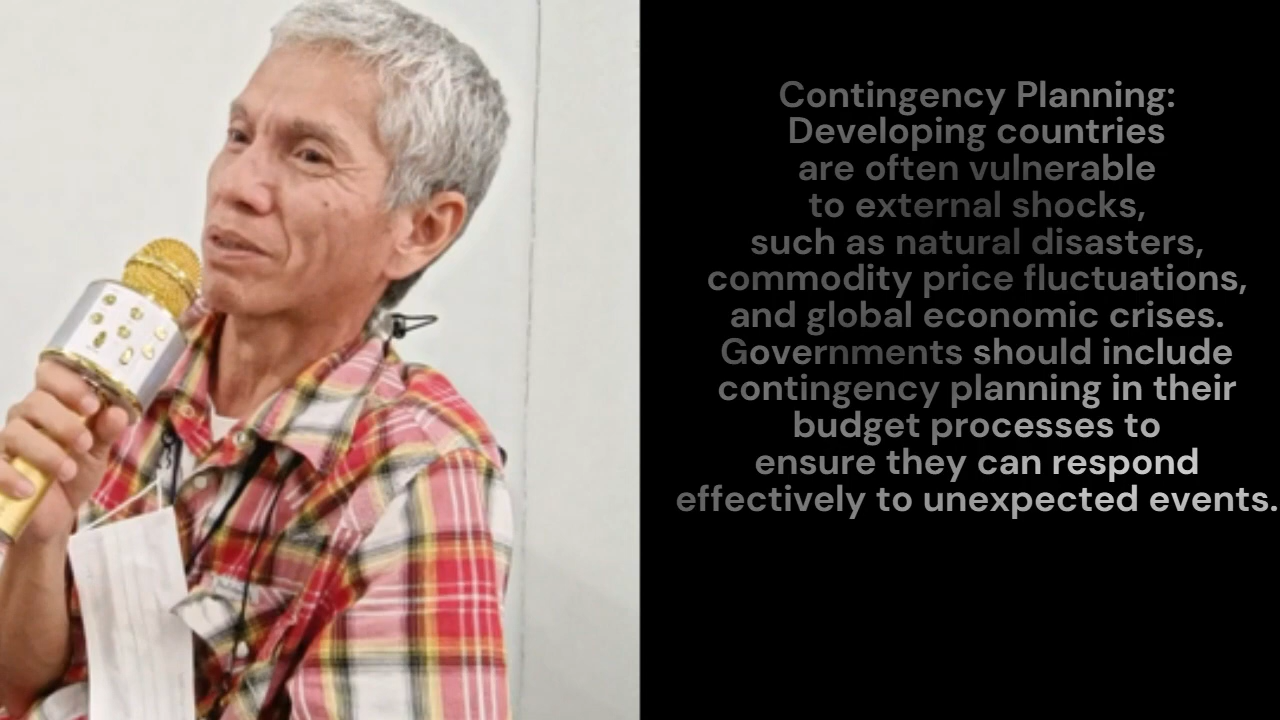 Contingency Planning:
Developing countries
are often vulnerable
to external shocks,
such as natural disasters,
commodity price fluctuations,
and global economic crises.
Governments should include
contingency planning in their
budget processes to
ensure they can respond
effectively to unexpected events.